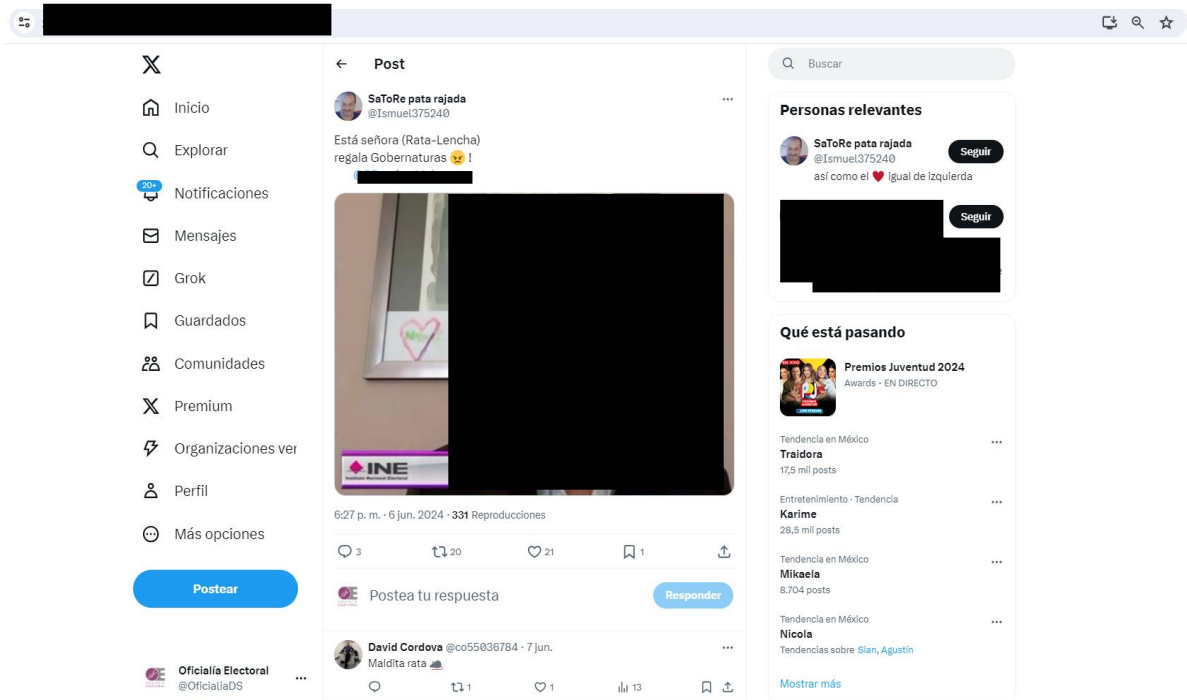 Post
SaToRe pata rajada
@Ismuel375240
Está señora (Rata-Lencha)
regala Gobernaturas 😠 !
INE
Instituto Nacional Electoral
6:27 p. m. · 6 jun. 2024 · 331 Reproducciones
3 20 21 1
Postea tu respuesta
Responder
David Cordova @co55036784 · 7 jun.
Maldita rata 🐀
1 1 13
Inicio
Explorar
20+
Notificaciones
Mensajes
Grok
Guardados
Comunidades
Premium
Organizaciones ver
Perfil
Más opciones
Postear
Oficialía Electoral
@OficialiaDS
Buscar
Personas relevantes
SaToRe pata rajada
@Ismuel375240
Seguir
así como el ♥ Igual de izquierda
Seguir
Qué está pasando
Premios Juventud 2024
Awards · EN DIRECTO
Tendencia en México
Traidora
17,5 mil posts
Entretenimiento · Tendencia
Karime
28,5 mil posts
Tendencia en México
Mikaela
8.704 posts
Tendencia en México
Nicola
Tendencias sobre Sian, Agustín
Mostrar más